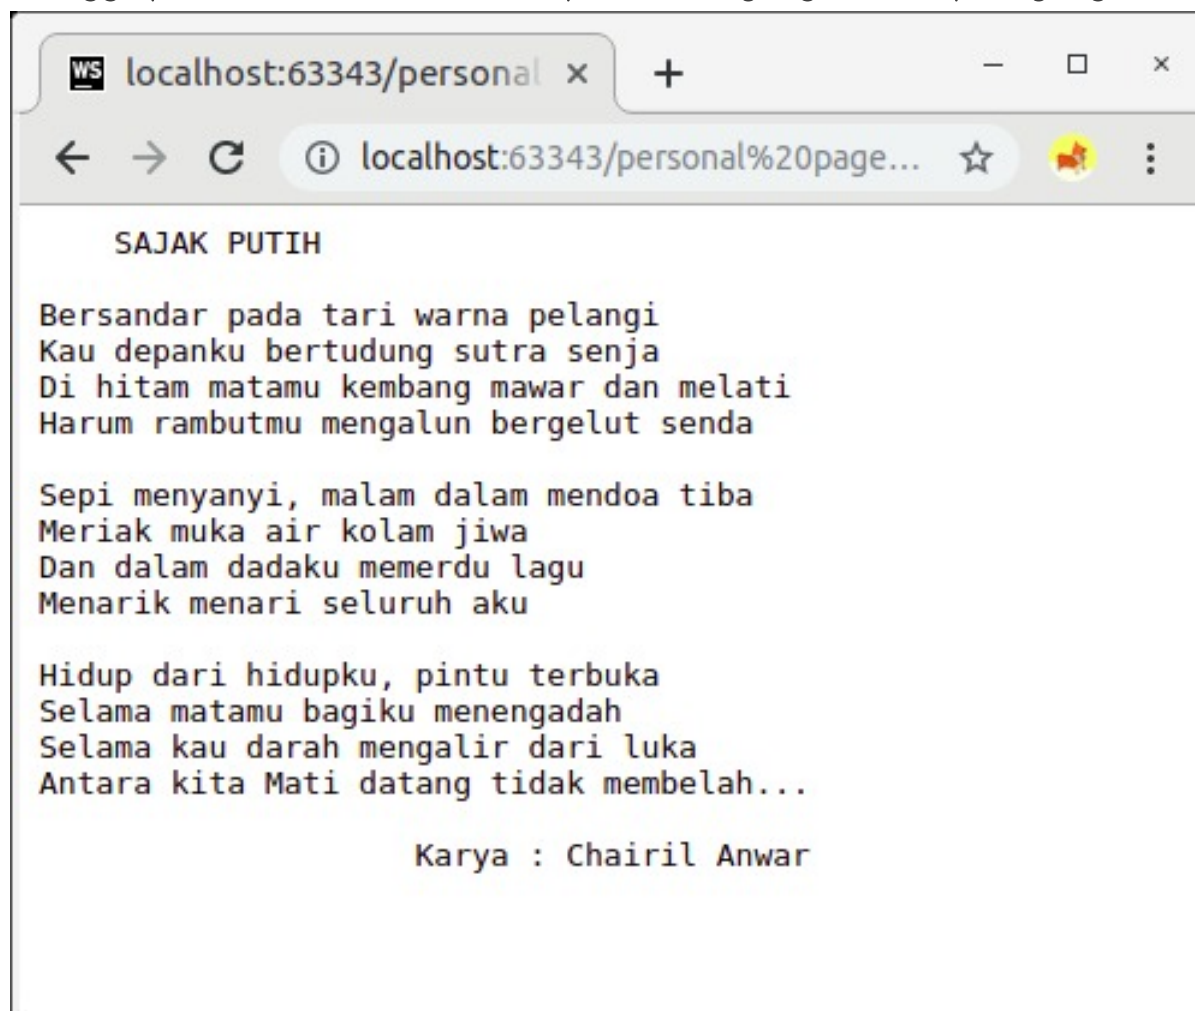 localhost:63343/personal
localhost:63343/personal%20page...
SAJAK PUTIH
Bersandar pada tari warna pelangi
Kau depanku bertudung sutra senja
Di hitam matamu kembang mawar dan melati
Harum rambutmu mengalun bergelut senda
Sepi menyanyi, malam dalam mendoa tiba
Meriak muka air kolam jiwa
Dan dalam dadaku memerdu lagu
Menarik menari seluruh aku
Hidup dari hidupku, pintu terbuka
Selama matamu bagiku menengadah
Selama kau darah mengalir dari luka
Antara kita Mati datang tidak membelah...
Karya : Chairil Anwar